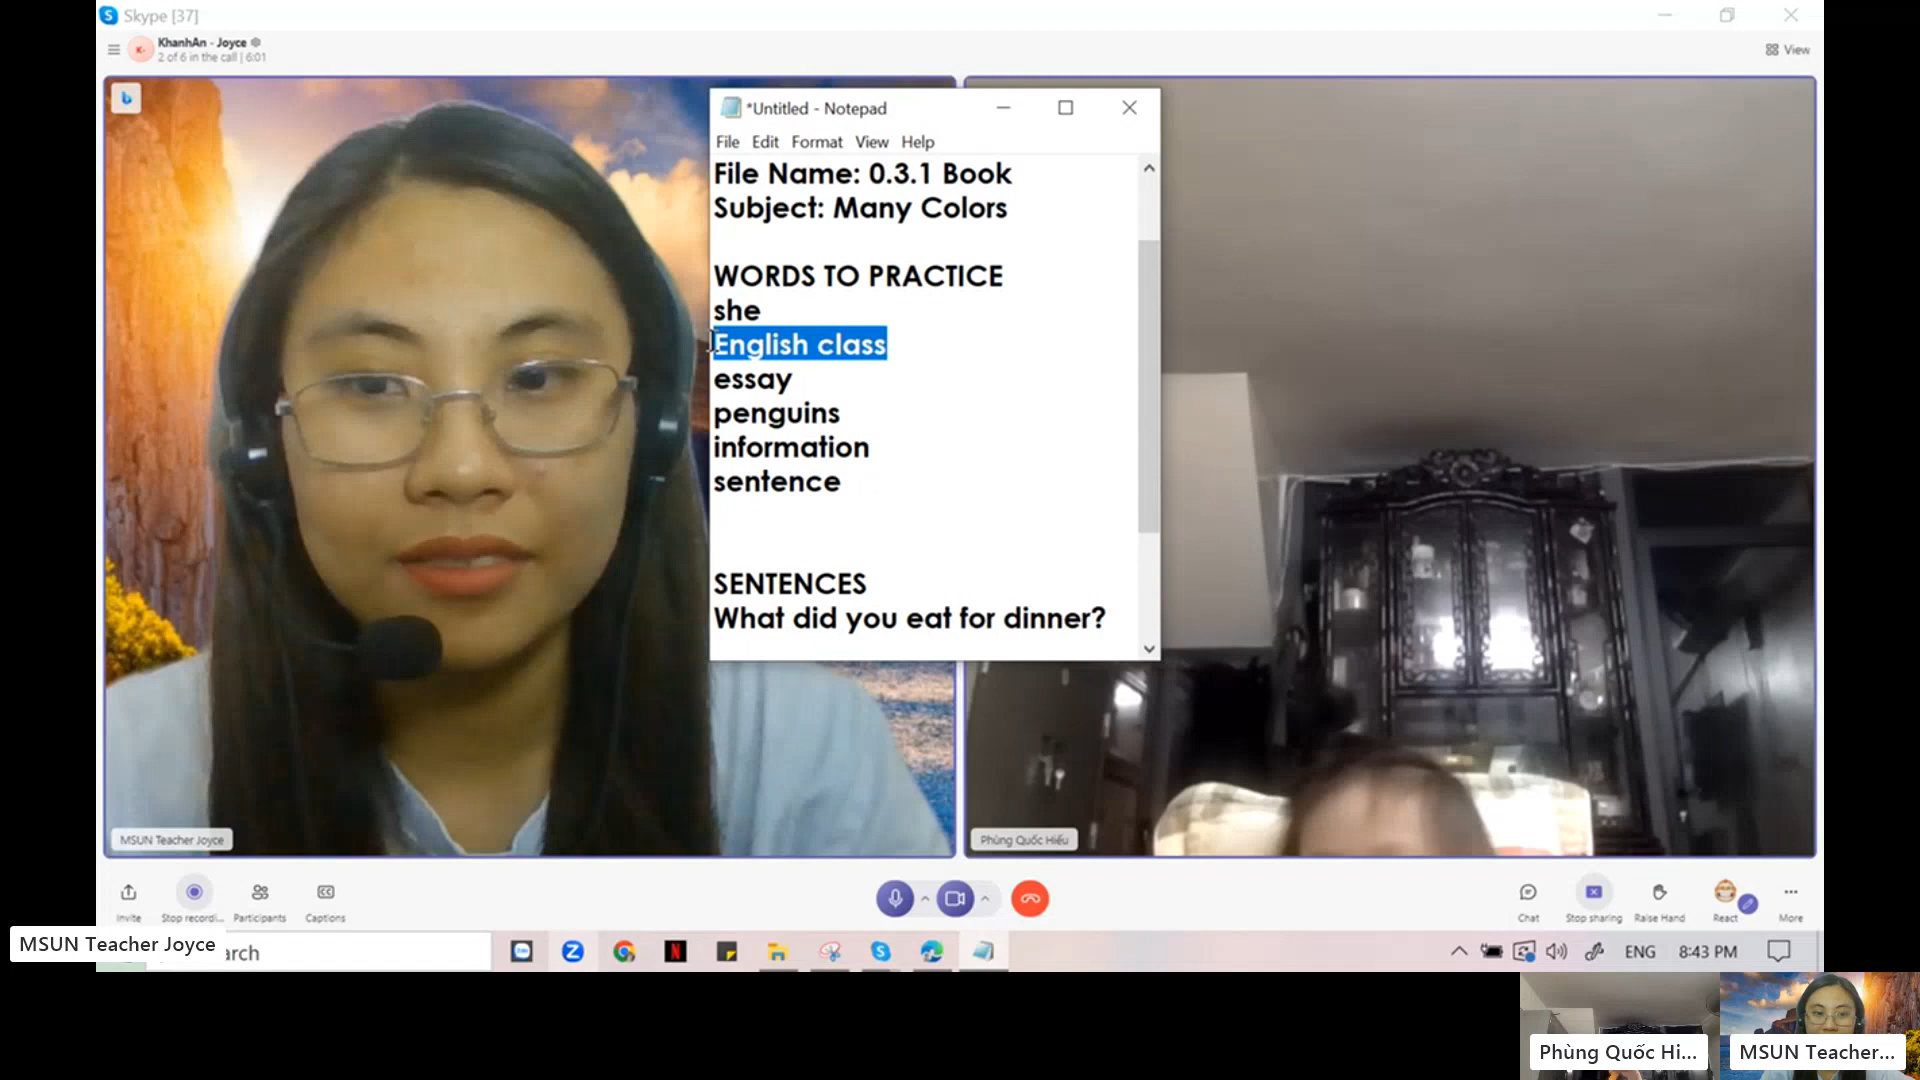 Skype [37]
KhanhAn - Joyce
2 of 6 in the call | 6:01
View
*Untitled - Notepad
File Edit Format View Help
File Name: 0.3.1 Book
Subject: Many Colors
WORDS TO PRACTICE
she
English class
essay
penguins
information
sentence
SENTENCES
What did you eat for dinner?
MSUN Teacher Joyce
Phùng Quốc Hiếu
Invite
Stop recordi...
Participants
Captions
Chat
Stop sharing
Raise Hand
React
More
MSUN Teacher Joyce
arch
ENG
8:43 PM
Phùng Quốc Hi...
MSUN Teacher...